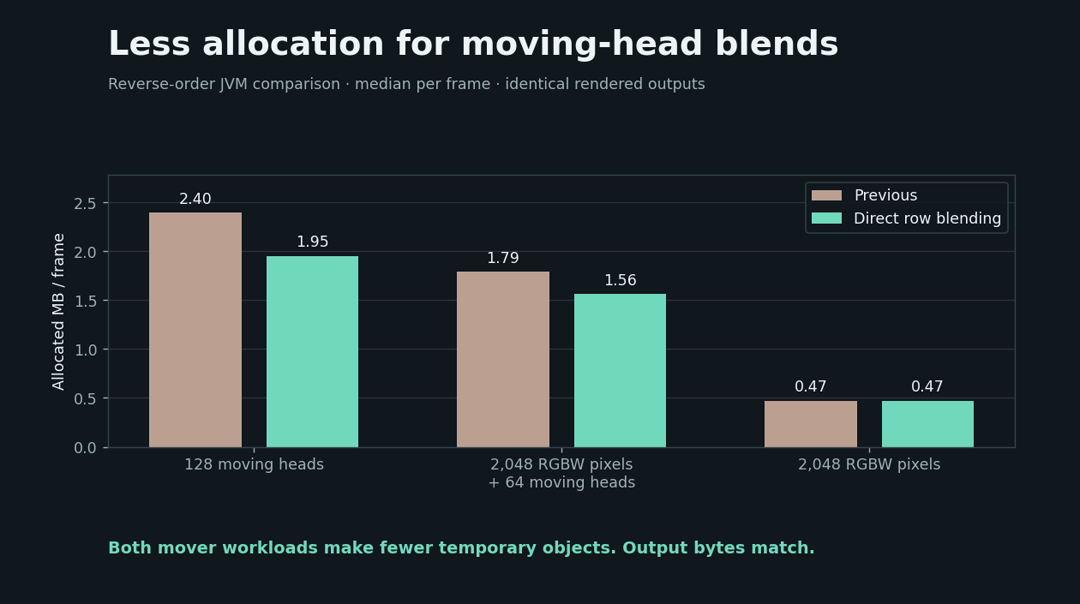 Less allocation for moving-head blends
Reverse-order JVM comparison · median per frame · identical rendered outputs
Allocated MB / frame
2.5
2.0
1.5
1.0
0.5
0.0
2.40
1.95
1.79
1.56
0.47
0.47
Previous
Direct row blending
128 moving heads
2,048 RGBW pixels
+ 64 moving heads
2,048 RGBW pixels
Both mover workloads make fewer temporary objects. Output bytes match.